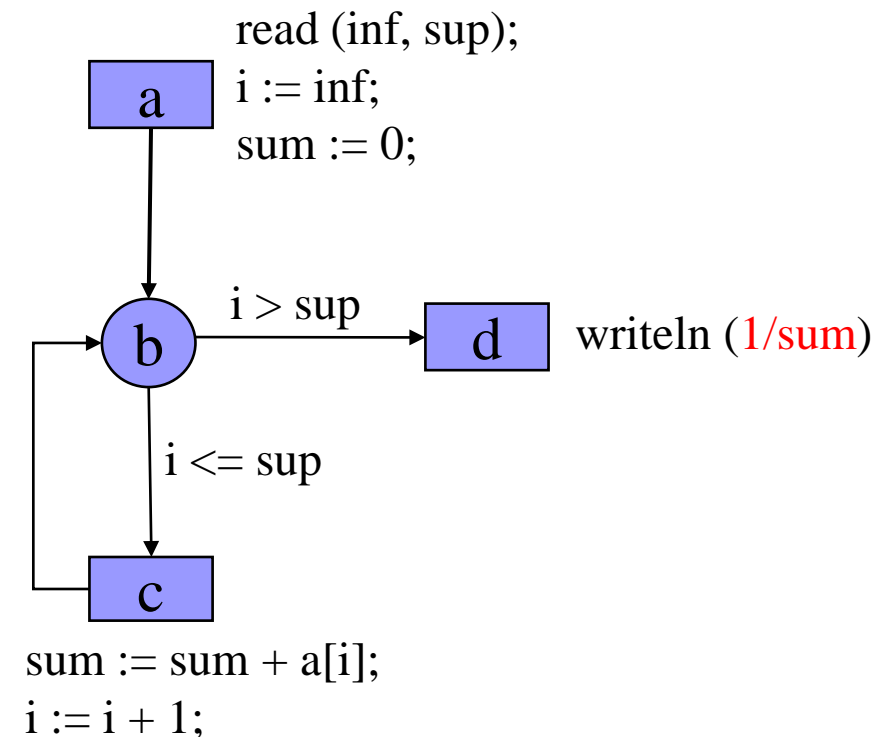 read (inf, sup);
a
i := inf;
sum := 0;
i > sup
b
d
writeln (1/sum)
i <= sup
c
sum := sum + a[i];
i := i + 1;